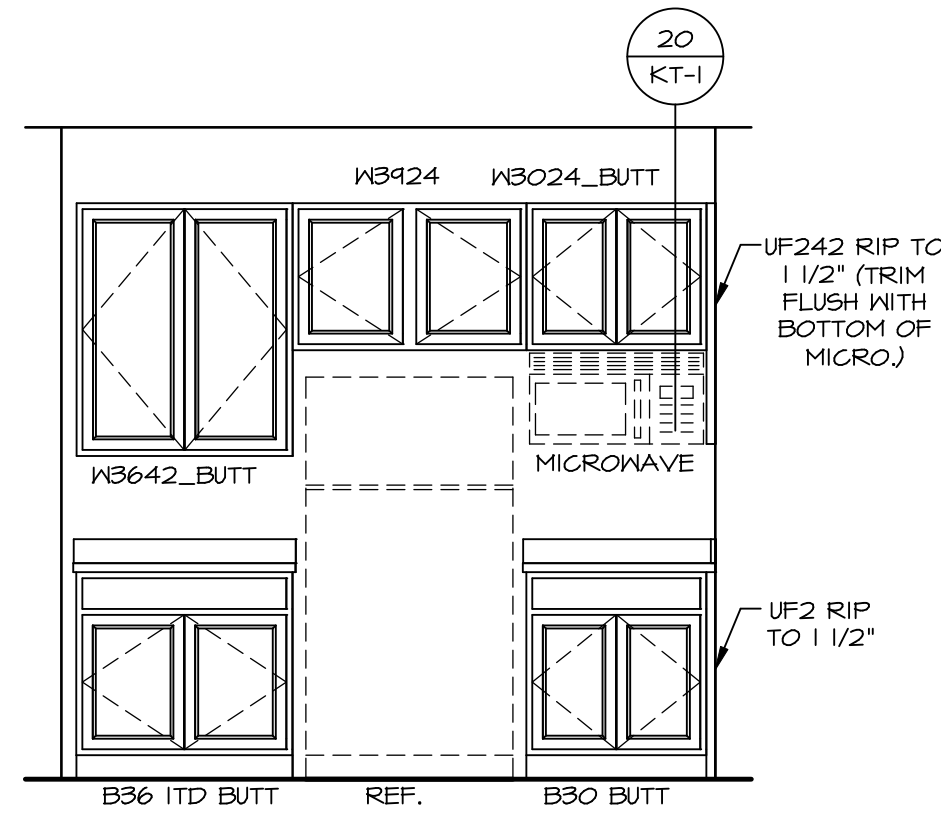 20
KT-1
W3924
W3024_BUTT
UF242 RIP TO
1 1/2" (TRIM
FLUSH WITH
BOTTOM OF
MICRO.)
MICROWAVE
W3642_BUTT
UF2 RIP
TO 1 1/2"
B36 1TD BUTT
REF.
B30 BUTT